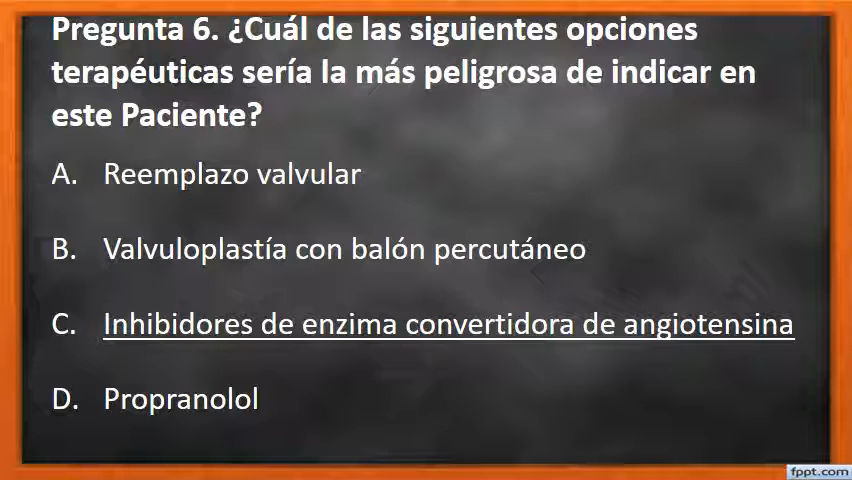 Pregunta 6. ¿Cuál de las siguientes opciones
terapéuticas sería la más peligrosa de indicar en
este Paciente?
A. Reemplazo valvular
B. Valvuloplastía con balón percutáneo
C. Inhibidores de enzima convertidora de angiotensina
D. Propranolol
fppt.com